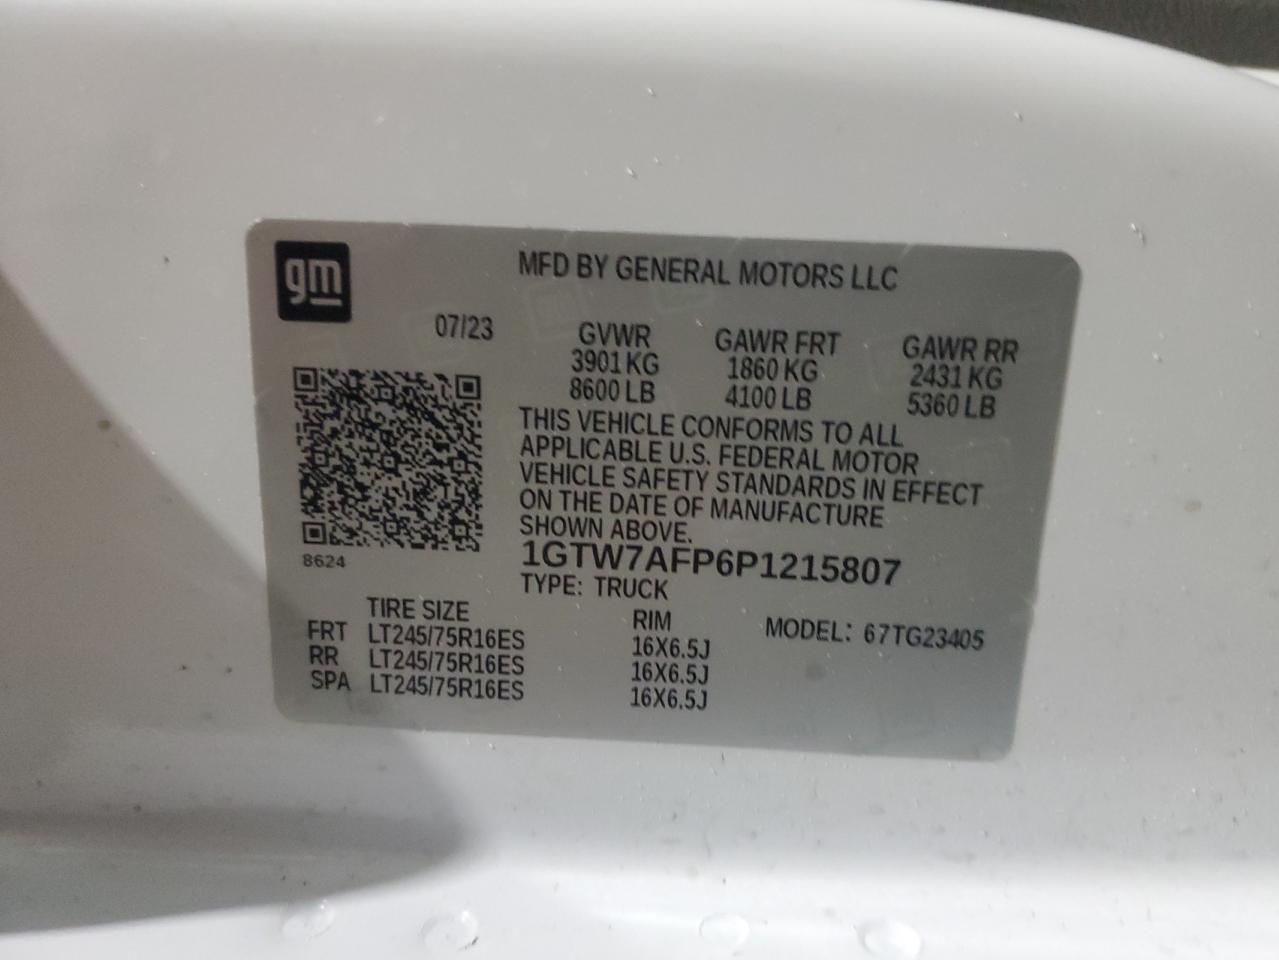 gm
MFD BY GENERAL MOTORS LLC
07/23
GVWR GAWR FRT GAWR RR
3901 KG 1860 KG 2431 KG
8600 LB 4100 LB 5360 LB
THIS VEHICLE CONFORMS TO ALL
APPLICABLE U.S. FEDERAL MOTOR
VEHICLE SAFETY STANDARDS IN EFFECT
ON THE DATE OF MANUFACTURE
SHOWN ABOVE.
8624
1GTW7AFP6P1215807
TYPE: TRUCK
TIRE SIZE RIM MODEL: 67TG23405
FRT LT245/75R16ES 16X6.5J
RR LT245/75R16ES 16X6.5J
SPA LT245/75R16ES 16X6.5J